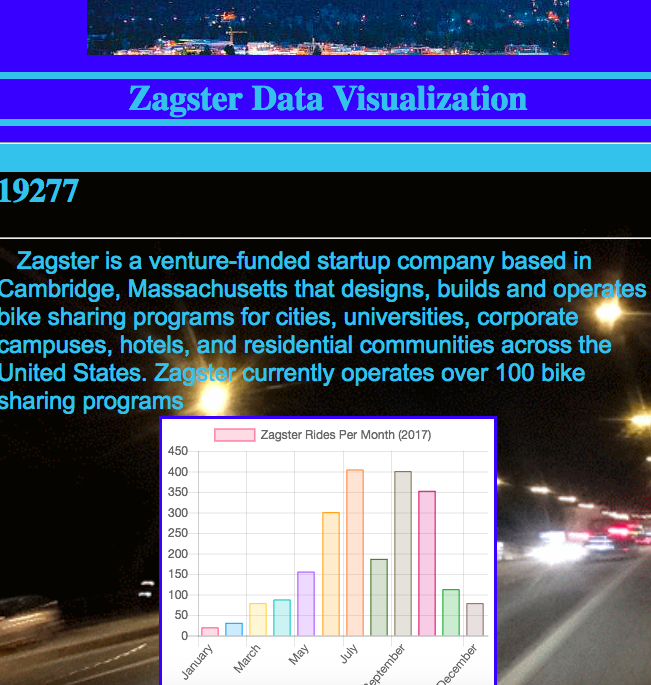 Zagster Data Visualization
19277
Zagster is a venture-funded startup company based in
Cambridge, Massachusetts that designs, builds and operates
bike sharing programs for cities, universities, corporate
campuses, hotels, and residential communities across the
United States. Zagster currently operates over 100 bike
sharing programs
Zagster Rides Per Month (2017)
450
400
350
300
250
200
150
100
50
0
January
March
May
July
September
December